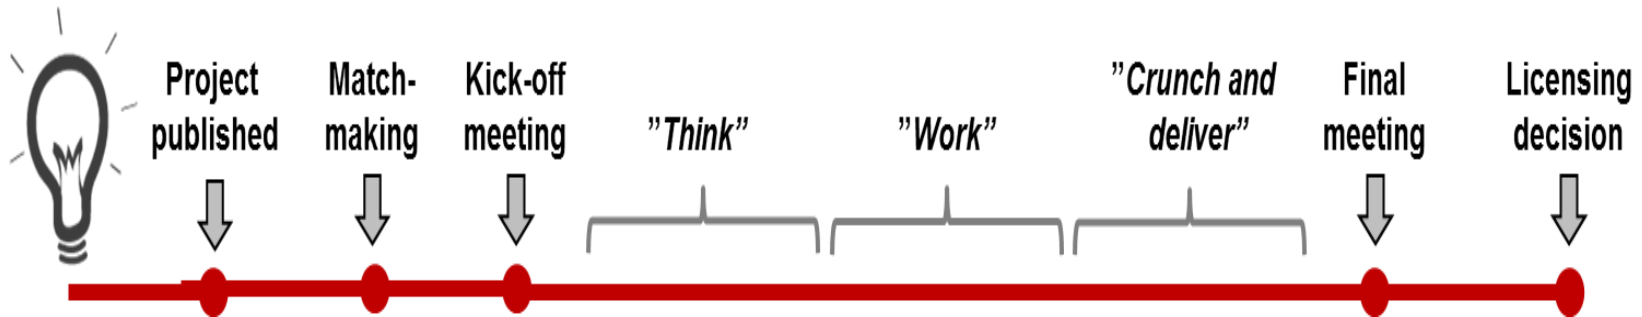 Project
published
Match-
making
Kick-off
meeting
”Think”
”Work”
”Crunch and
deliver”
Final
meeting
Licensing
decision